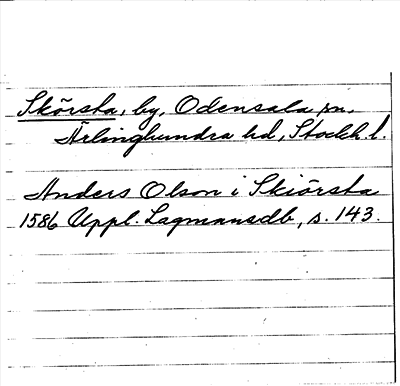 Skörsta, by, Odensala sn,
Ärlinghundra hd, Stockh. l.
Anders Olson i Skiörsta
1586 Uppl. Lagmansdb, s. 143.